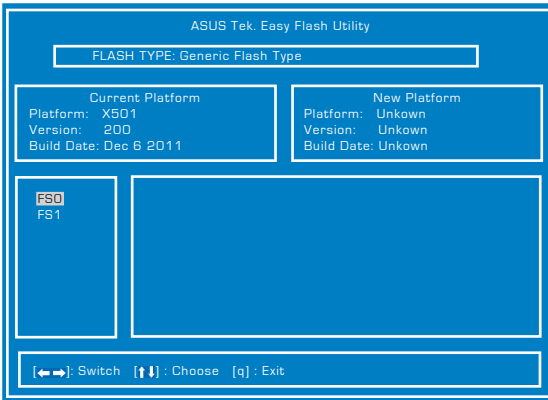 ASUS Tek. Easy Flash Utility
FLASH TYPE: Generic Flash Type
Current Platform
Platform: X501
Version: 200
Build Date: Dec 6 2011
New Platform
Platform: Unkown
Version: Unkown
Build Date: Unkown
FS0
FS1
[←→]: Switch [↑↓] : Choose [q] : Exit